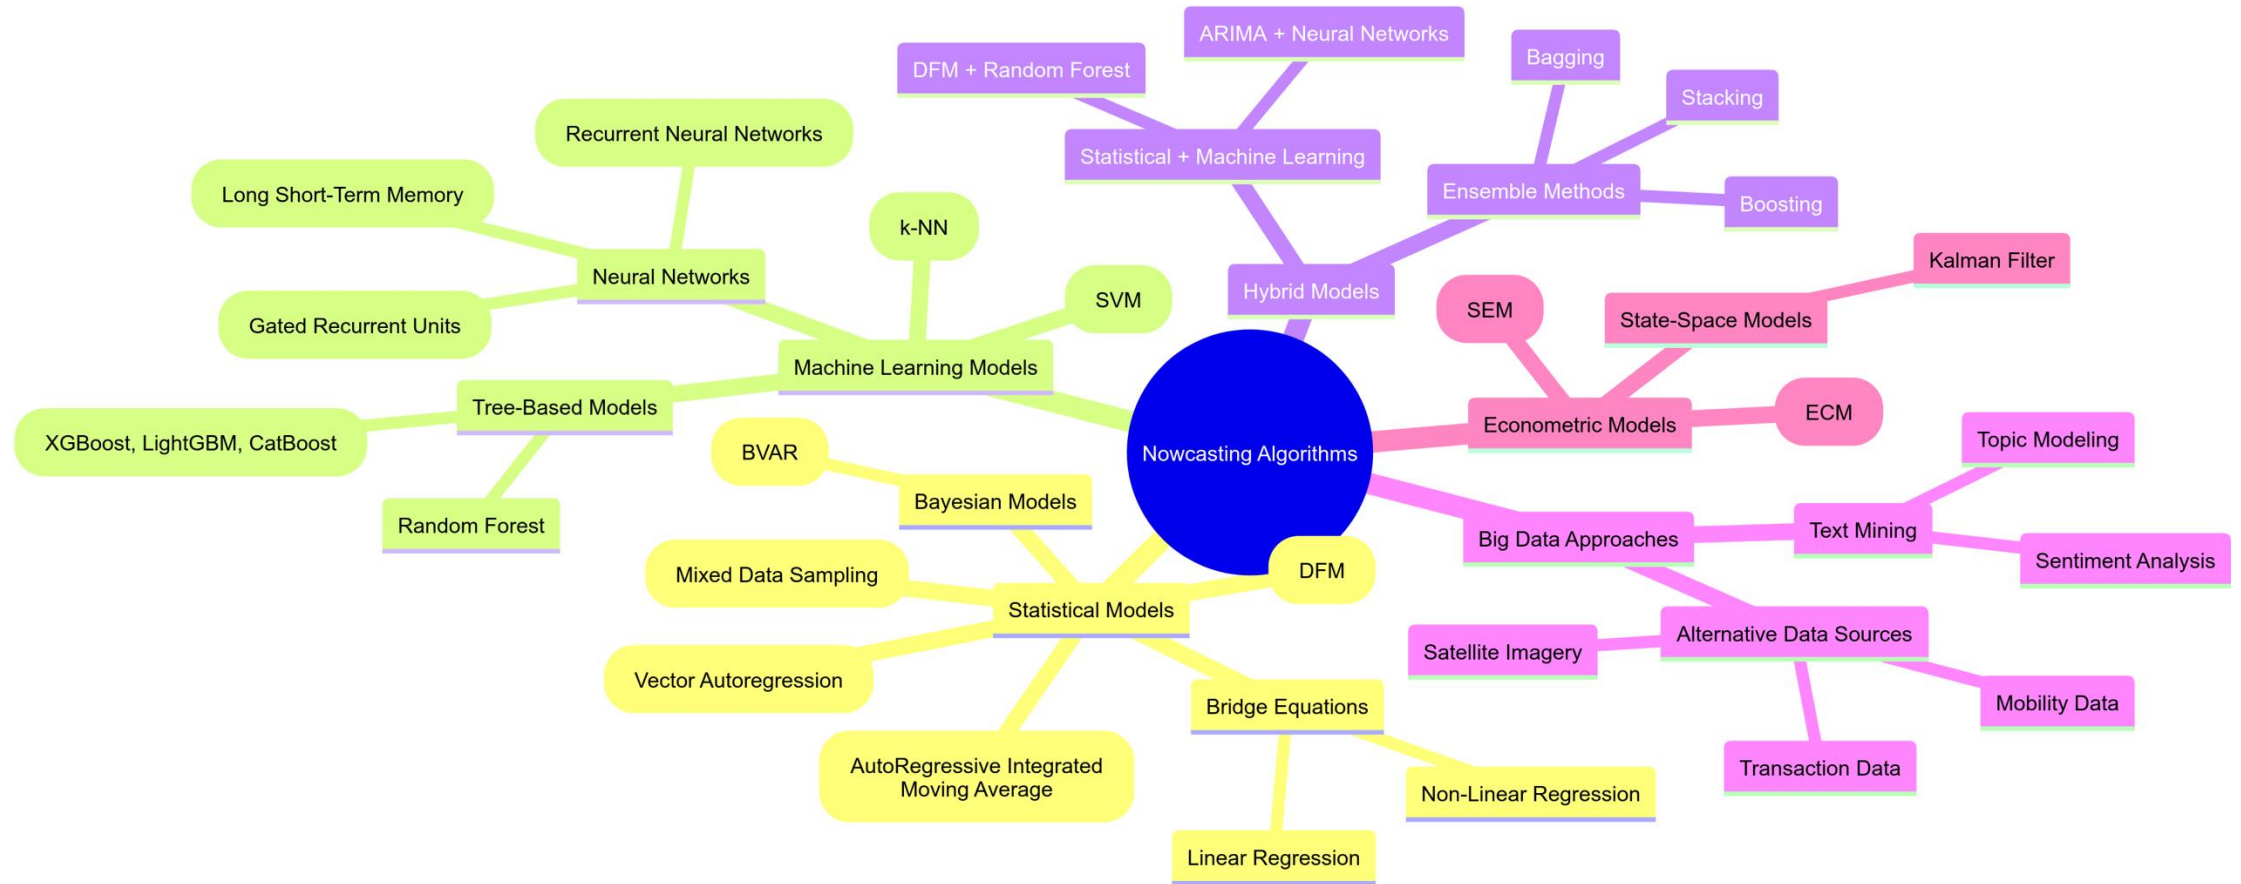 ARIMA + Neural Networks
DFM + Random Forest
Bagging
Stacking
Recurrent Neural Networks
Statistical + Machine Learning
Long Short-Term Memory
Ensemble Methods
Boosting
k-NN
Neural Networks
Kalman Filter
Hybrid Models
SVM
SEM
State-Space Models
Gated Recurrent Units
Machine Learning Models
Tree-Based Models
ECM
Econometric Models
XGBoost, LightGBM, CatBoost
BVAR
Nowcasting Algorithms
Topic Modeling
Bayesian Models
Random Forest
Text Mining
Big Data Approaches
Sentiment Analysis
Mixed Data Sampling
DFM
Statistical Models
Alternative Data Sources
Satellite Imagery
Vector Autoregression
Bridge Equations
Mobility Data
AutoRegressive Integrated
Moving Average
Transaction Data
Non-Linear Regression
Linear Regression